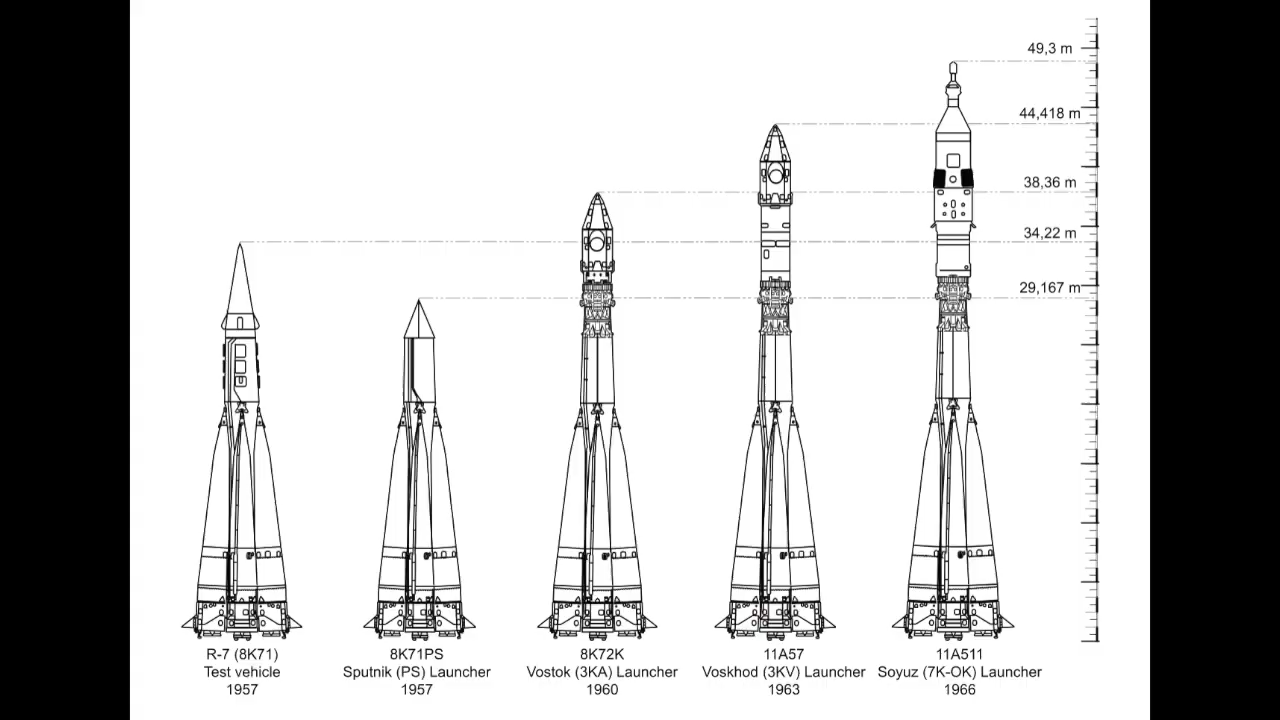 49,3 m
44,418 m
38,36 m
34,22 m
29,167 m
R-7 (8K71)
Test vehicle
1957
8K71PS
Sputnik (PS) Launcher
1957
8K72K
Vostok (3KA) Launcher
1960
11A57
Voskhod (3KV) Launcher
1963
11A511
Soyuz (7K-OK) Launcher
1966